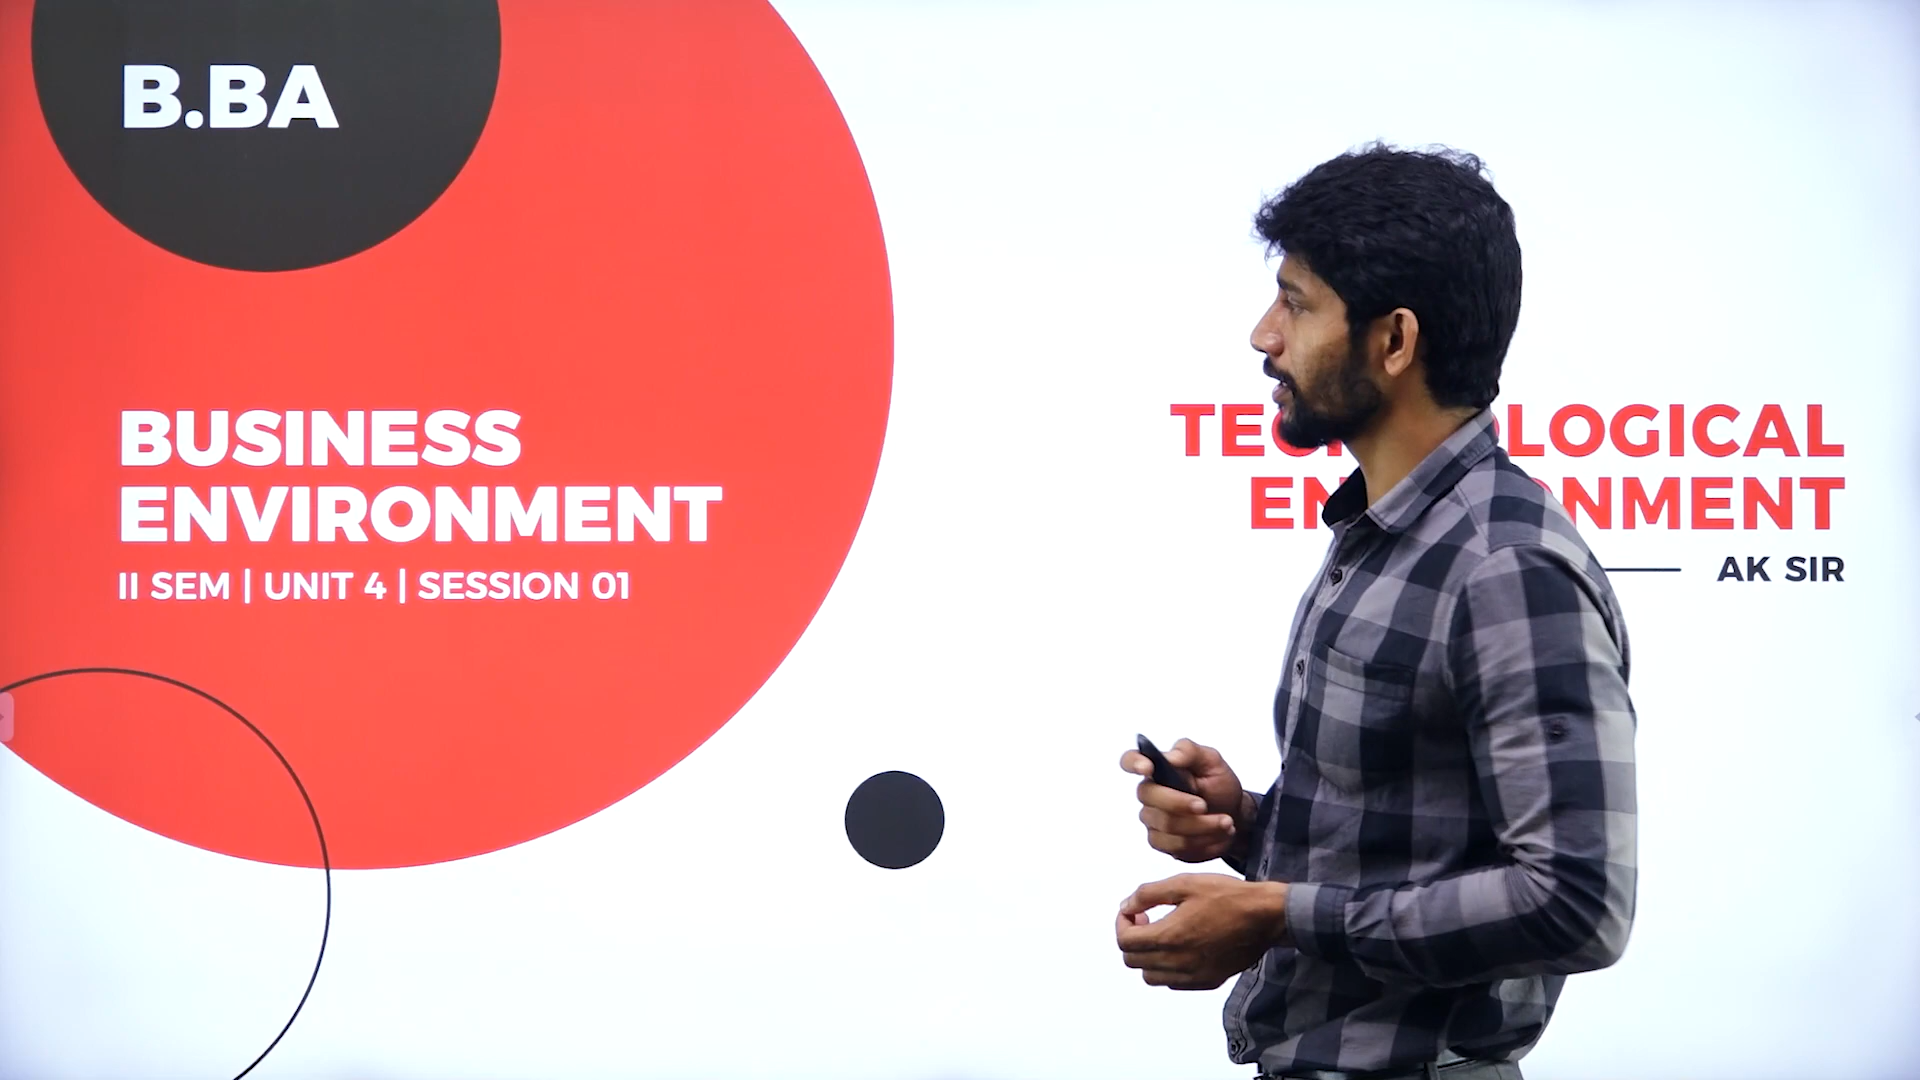 B.BA
BUSINESS
ENVIRONMENT
II SEM | UNIT 4 | SESSION 01
AK SIR